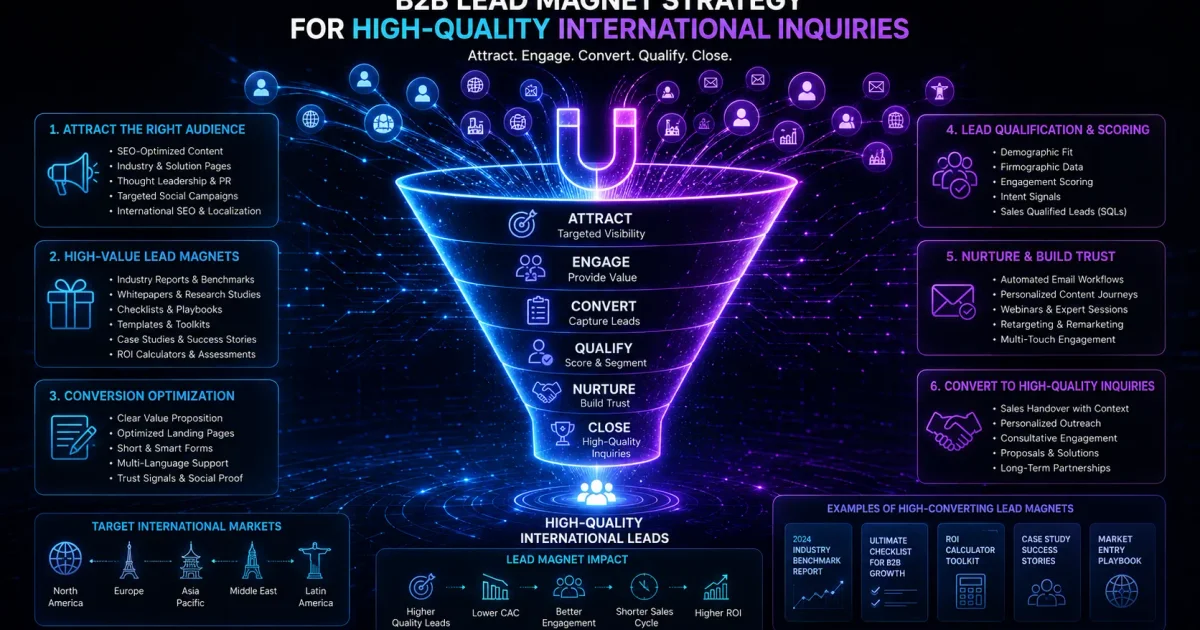 B2B LEAD MAGNET STRATEGY
FOR HIGH-QUALITY INTERNATIONAL INQUIRIES
Attract. Engage. Convert. Qualify. Close.
1. ATTRACT THE RIGHT AUDIENCE
• SEO-Optimized Content
• Industry & Solution Pages
• Thought Leadership & PR
• Targeted Social Campaigns
• International SEO & Localization
2. HIGH-VALUE LEAD MAGNETS
• Industry Reports & Benchmarks
• Whitepapers & Research Studies
• Checklists & Playbooks
• Templates & Toolkits
• Case Studies & Success Stories
• ROI Calculators & Assessments
3. CONVERSION OPTIMIZATION
• Clear Value Proposition
• Optimized Landing Pages
• Short & Smart Forms
• Multi-Language Support
• Trust Signals & Social Proof
ATTRACT
Targeted Visibility
ENGAGE
Provide Value
CONVERT
Capture Leads
QUALIFY
Score & Segment
NURTURE
Build Trust
CLOSE
High-Quality
Inquiries
HIGH-QUALITY
INTERNATIONAL LEADS
4. LEAD QUALIFICATION & SCORING
• Demographic Fit
• Firmographic Data
• Engagement Scoring
• Intent Signals
• Sales Qualified Leads (SQLs)
5. NURTURE & BUILD TRUST
• Automated Email Workflows
• Personalized Content Journeys
• Webinars & Expert Sessions
• Retargeting & Remarketing
• Multi-Touch Engagement
6. CONVERT TO HIGH-QUALITY INQUIRIES
• Sales Handover with Context
• Personalized Outreach
• Consultative Engagement
• Proposals & Solutions
• Long-Term Partnerships
TARGET INTERNATIONAL MARKETS
North
America
Europe
Asia
Pacific
Middle East
Latin
America
LEAD MAGNET IMPACT
Higher
Quality Leads
Lower CAC
Better
Engagement
Shorter Sales
Cycle
Higher ROI
EXAMPLES OF HIGH-CONVERTING LEAD MAGNETS
2024
INDUSTRY
BENCHMARK
REPORT
ULTIMATE
CHECKLIST
FOR B2B
GROWTH
ROI
CALCULATOR
TOOLKIT
CASE STUDY
SUCCESS
STORIES
MARKET
ENTRY
PLAYBOOK